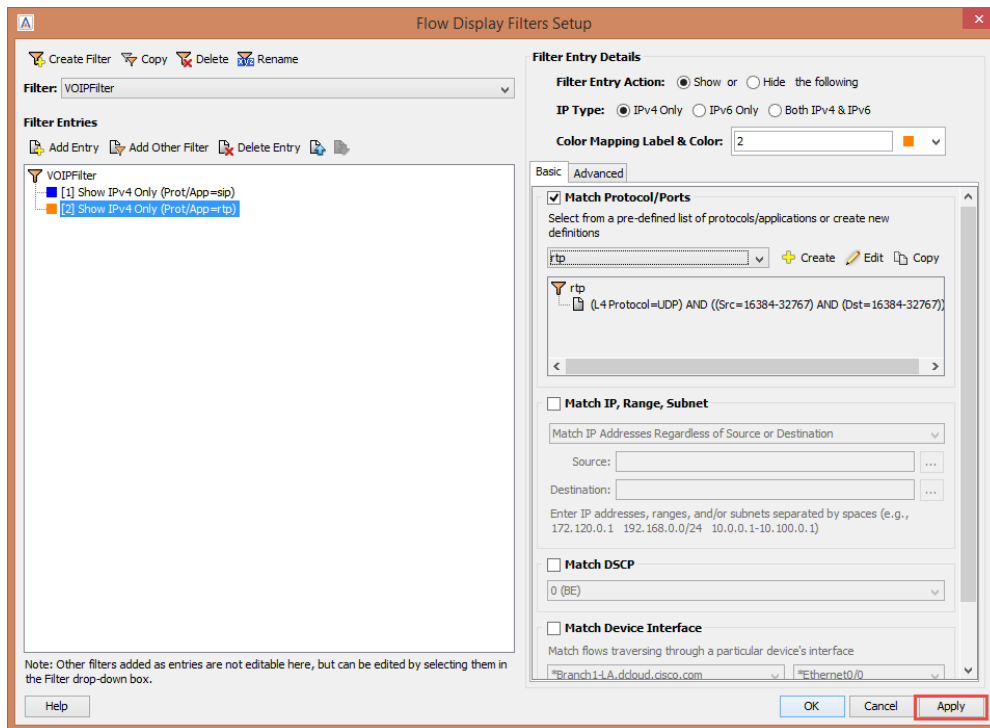 Flow Display Filters Setup
Create Filter Copy Delete Rename
Filter: VOIPFilter
Filter Entries
Add Entry Add Other Filter Delete Entry
VOIPFilter
[1] Show IPv4 Only (Prot/App=sip)
[2] Show IPv4 Only (Prot/App=rtp)
Note: Other filters added as entries are not editable here, but can be edited by selecting them in
the Filter drop-down box.
Filter Entry Details
Filter Entry Action: Show or Hide the following
IP Type: IPv4 Only IPv6 Only Both IPv4 & IPv6
Color Mapping Label & Color: 2
Basic Advanced
Match Protocol/Ports
Select from a pre-defined list of protocols/applications or create new
definitions
rtp Create Edit Copy
rtp
(L4 Protocol=UDP) AND ((Src=16384-32767) AND (Dst=16384-32767))
Match IP, Range, Subnet
Match IP Addresses Regardless of Source or Destination
Source: ...
Destination: ...
Enter IP addresses, ranges, and/or subnets separated by spaces (e.g.,
172.120.0.1 192.168.0.0/24 10.0.0.1-10.100.0.1)
Match DSCP
0 (BE)
Match Device Interface
Match flows traversing through a particular device's interface
*Branch1-LA.dcloud.cisco.com *Ethernet0/0
Help OK Cancel Apply